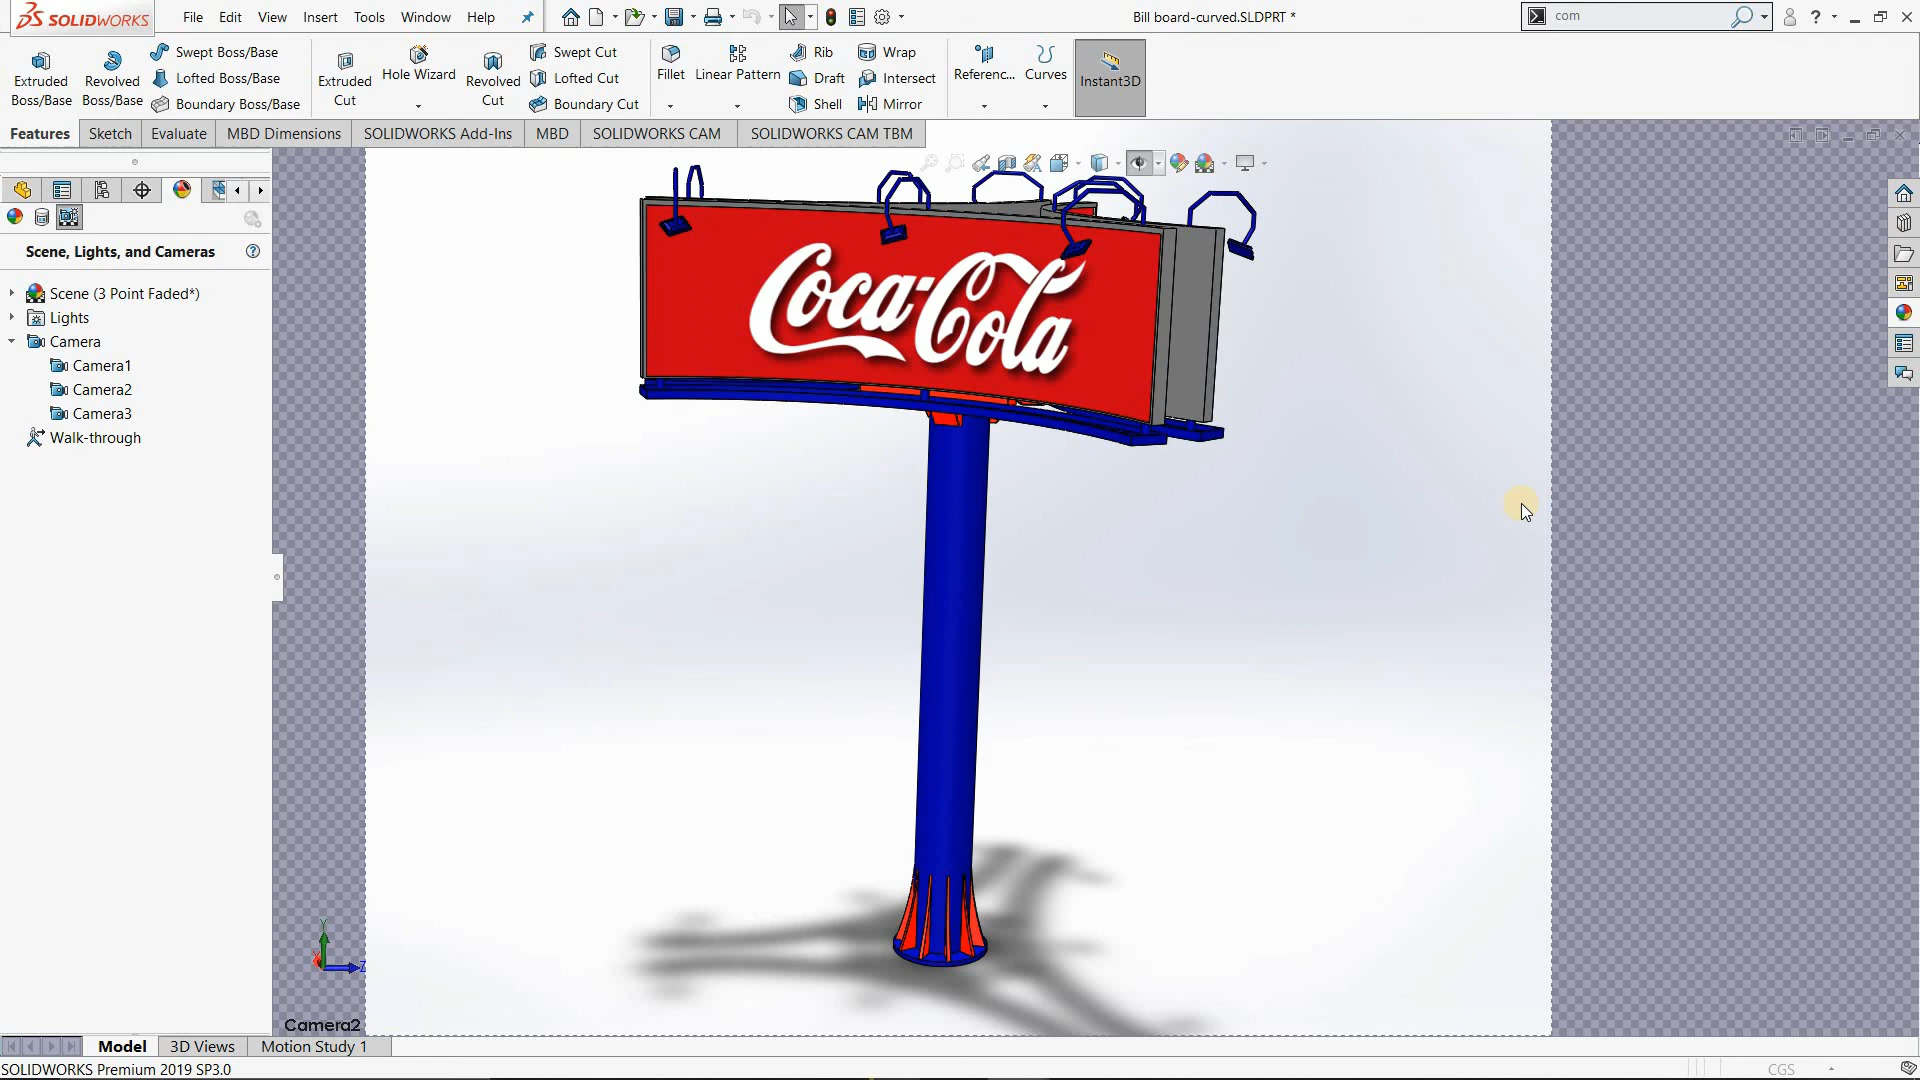 SOLIDWORKS
File Edit View Insert Tools Window Help
Bill board-curved.SLDPRT *
com
Extruded Boss/Base
Revolved Boss/Base
Swept Boss/Base
Lofted Boss/Base
Boundary Boss/Base
Extruded Cut
Hole Wizard
Revolved Cut
Swept Cut
Lofted Cut
Boundary Cut
Fillet
Linear Pattern
Rib
Draft
Shell
Wrap
Intersect
Mirror
Referenc...
Curves
Instant3D
Features Sketch Evaluate MBD Dimensions SOLIDWORKS Add-Ins MBD SOLIDWORKS CAM SOLIDWORKS CAM TBM
Scene, Lights, and Cameras
Scene (3 Point Faded*)
Lights
Camera
Camera1
Camera2
Camera3
Walk-through
Coca-Cola
Y
Z
Camera2
Model 3D Views Motion Study 1
SOLIDWORKS Premium 2019 SP3.0
CGS